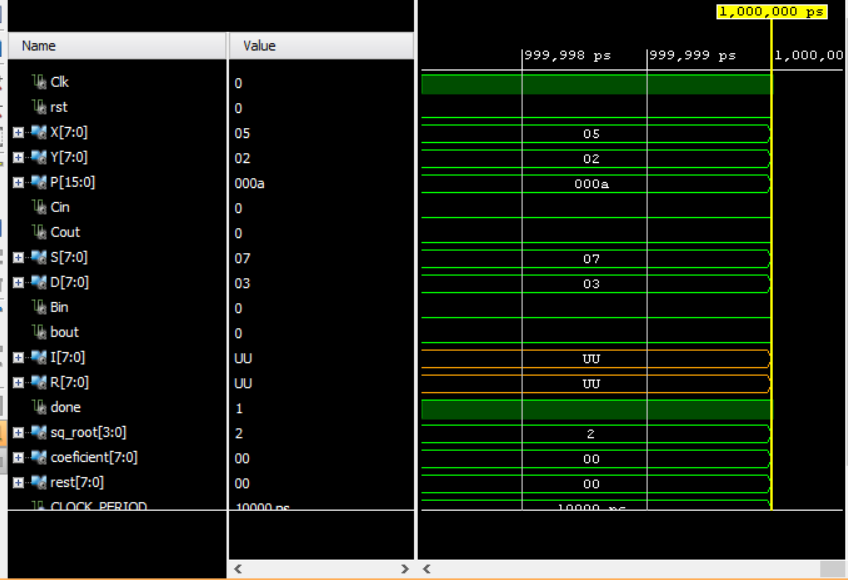 1,000,000 ps
Name Value
999,998 ps 999,999 ps 1,000,00
Clk 0
rst 0
X[7:0] 05 05
Y[7:0] 02 02
P[15:0] 000a 000a
Cin 0
Cout 0
S[7:0] 07 07
D[7:0] 03 03
Bin 0
bout 0
I[7:0] UU UU
R[7:0] UU UU
done 1
sq_root[3:0] 2 2
coeficient[7:0] 00 00
rest[7:0] 00 00
CLOCK_PERIOD 10000 ps 10000 ps